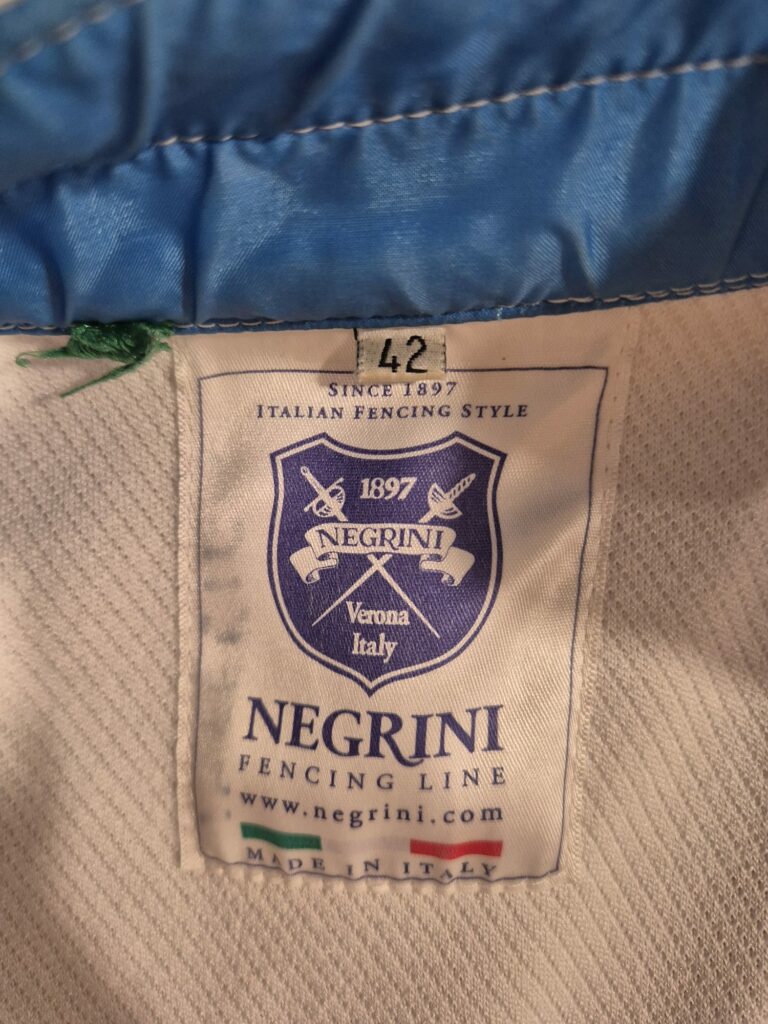 42
SINCE 1897
ITALIAN FENCING STYLE
1897
NEGRINI
Verona
Italy
NEGRINI
FENCING LINE
www.negrini.com
MADE IN ITALY